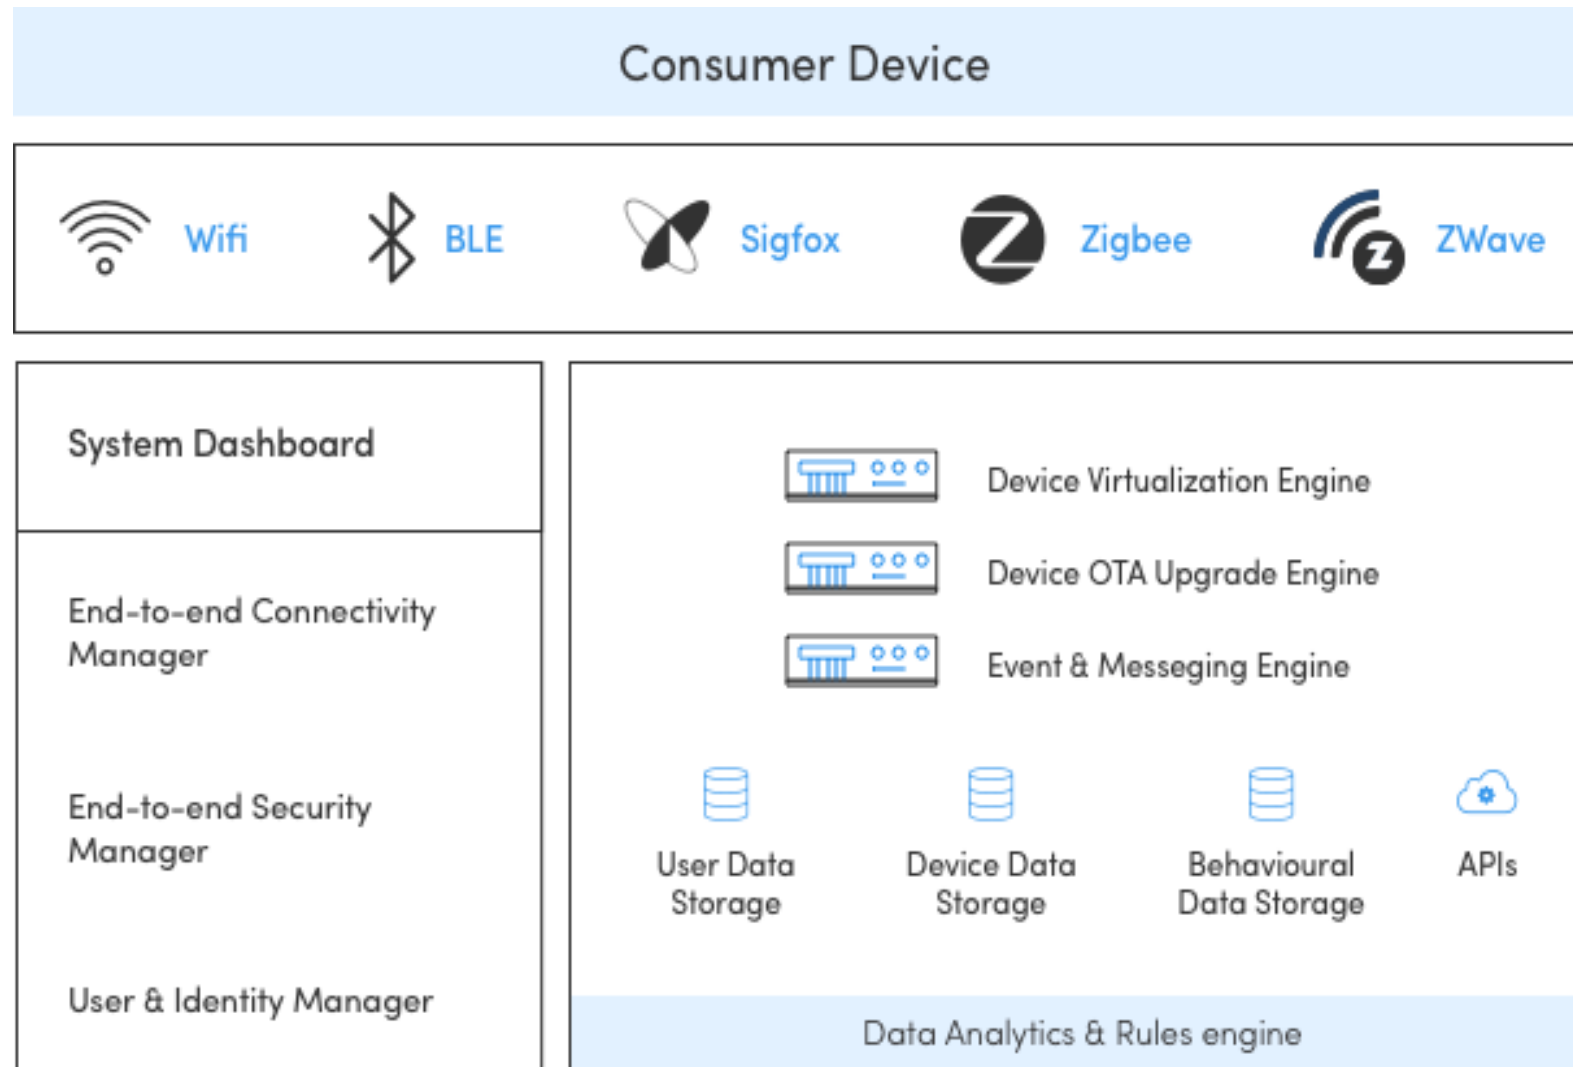 Consumer Device
Wifi
BLE
Sigfox
Zigbee
ZWave
System Dashboard
End-to-end Connectivity
Manager
End-to-end Security
Manager
User & Identity Manager
Device Virtualization Engine
Device OTA Upgrade Engine
Event & Messeging Engine
User Data
Storage
Device Data
Storage
Behavioural
Data Storage
APIs
Data Analytics & Rules engine